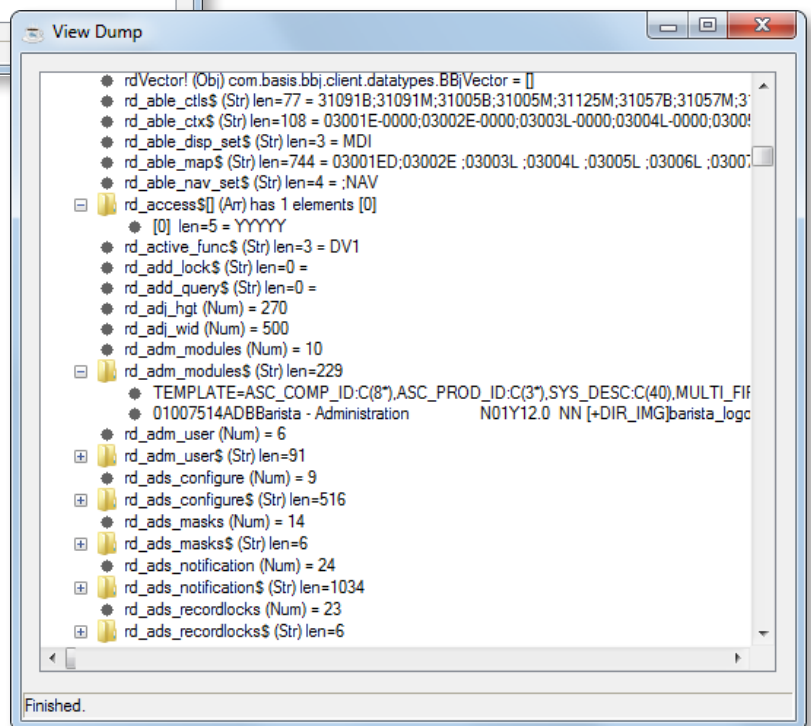 View Dump
rdVector! (Obj) com.basis.bbj.client.datatypes.BBjVector = []
rd_able_ctls$ (Str) len=77 = 31091B;31091M;31005B;31005M;31125M;31057B;31057M;3
rd_able_ctx$ (Str) len=108 = 03001E-0000;03002E-0000;03003L-0000;03004L-0000;0300
rd_able_disp_set$ (Str) len=3 = MDI
rd_able_map$ (Str) len=744 = 03001ED;03002E ;03003L ;03004L ;03005L ;03006L ;03007
rd_able_nav_set$ (Str) len=4 = ;NAV
rd_access$[] (Arr) has 1 elements [0]
[0] len=5 = YYYYY
rd_active_func$ (Str) len=3 = DV1
rd_add_lock$ (Str) len=0 =
rd_add_query$ (Str) len=0 =
rd_adj_hgt (Num) = 270
rd_adj_wid (Num) = 500
rd_adm_modules (Num) = 10
rd_adm_modules$ (Str) len=229
TEMPLATE=ASC_COMP_ID:C(8*),ASC_PROD_ID:C(3*),SYS_DESC:C(40),MULTI_FI
01007514ADBBarista - Administration N01Y12.0 NN [+DIR_IMG]barista_logo
rd_adm_user (Num) = 6
rd_adm_user$ (Str) len=91
rd_ads_configure (Num) = 9
rd_ads_configure$ (Str) len=516
rd_ads_masks (Num) = 14
rd_ads_masks$ (Str) len=6
rd_ads_notification (Num) = 24
rd_ads_notification$ (Str) len=1034
rd_ads_recordlocks (Num) = 23
rd_ads_recordlocks$ (Str) len=6
Finished.